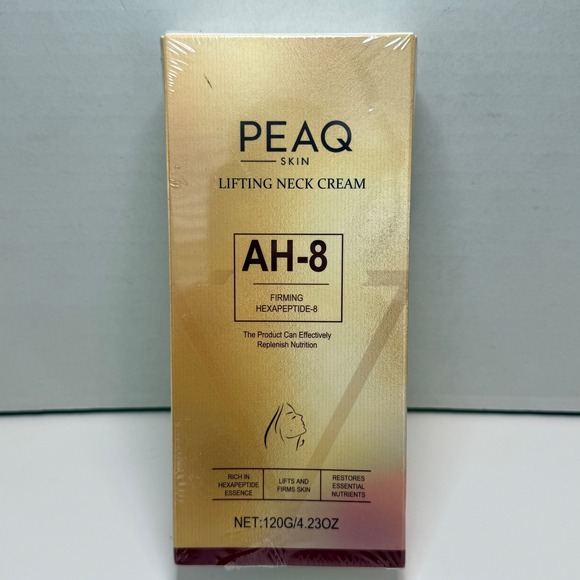 PEAQ
SKIN
LIFTING NECK CREAM
AH-8
FIRMING
HEXAPEPTIDE-8
The Product Can Effectively
Replenish Nutrition
RICH IN
HEXAPEPTIDE
ESSENCE
LIFTS AND
FIRMS SKIN
RESTORES
ESSENTIAL
NUTRIENTS
NET:120G/4.23OZ